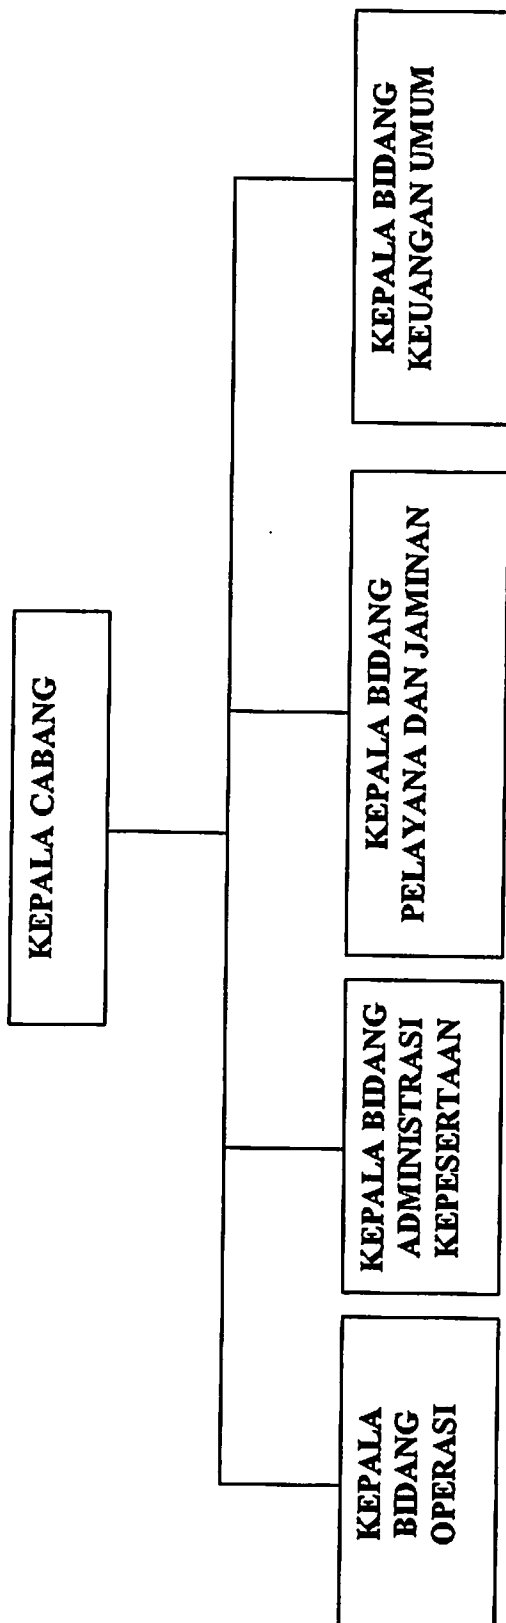 KEPALA CABANG
KEPALA
BIDANG
OPERASI
KEPALA BIDANG
ADMINISTRASI
KEPESERTAAN
KEPALA BIDANG
PELAYANA DAN JAMINAN
KEPALA BIDANG
KEUANGAN UMUM